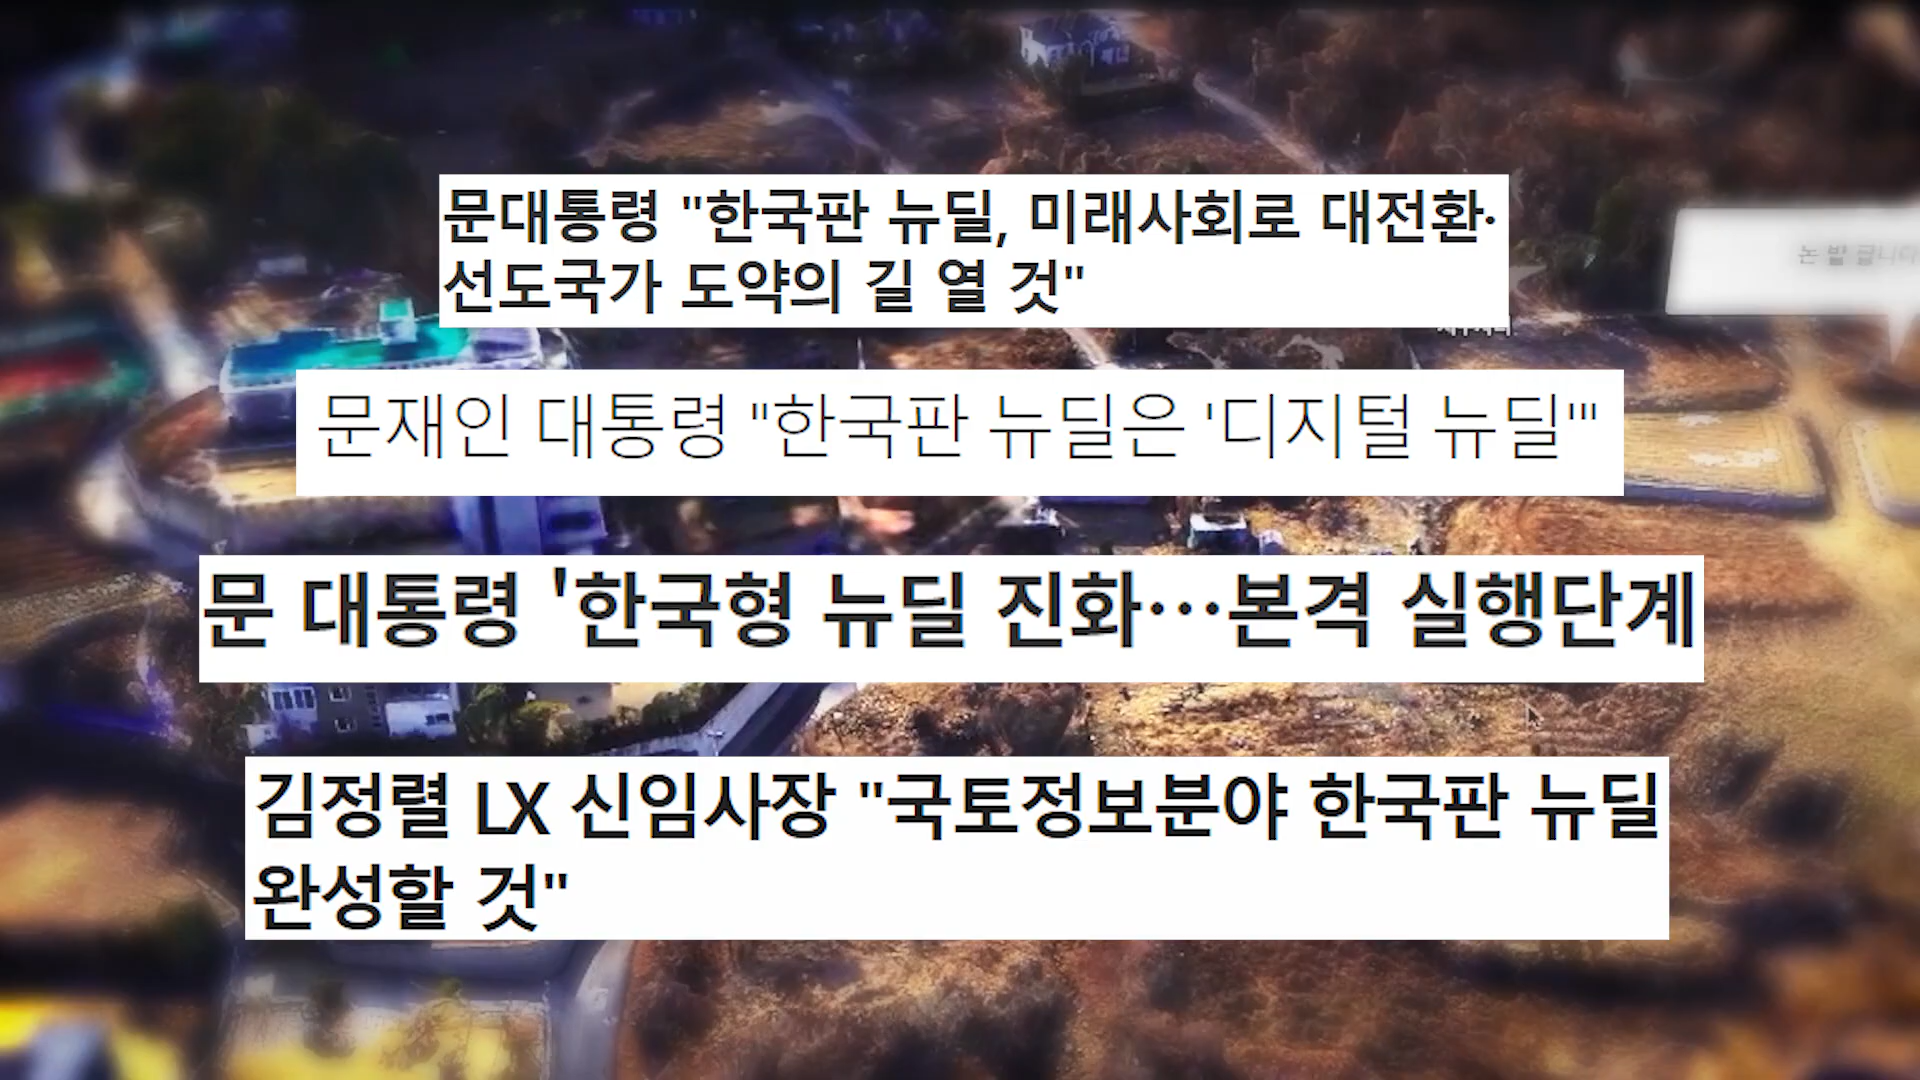 문대통령 "한국판 뉴딜, 미래사회로 대전환·
선도국가 도약의 길 열 것"
문재인 대통령 "한국판 뉴딜은 '디지털 뉴딜'"
문 대통령 '한국형 뉴딜 진화…본격 실행단계
김정렬 LX 신임사장 "국토정보분야 한국판 뉴딜
완성할 것"